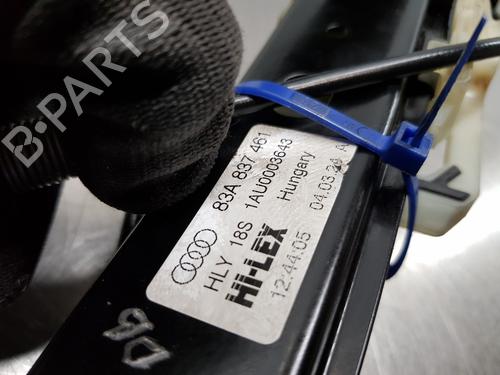 B-PARTS
83A 837 461
HLY 18S 1AU0003643
HI-LEX Hungary
12:44:05 04.03.24 A